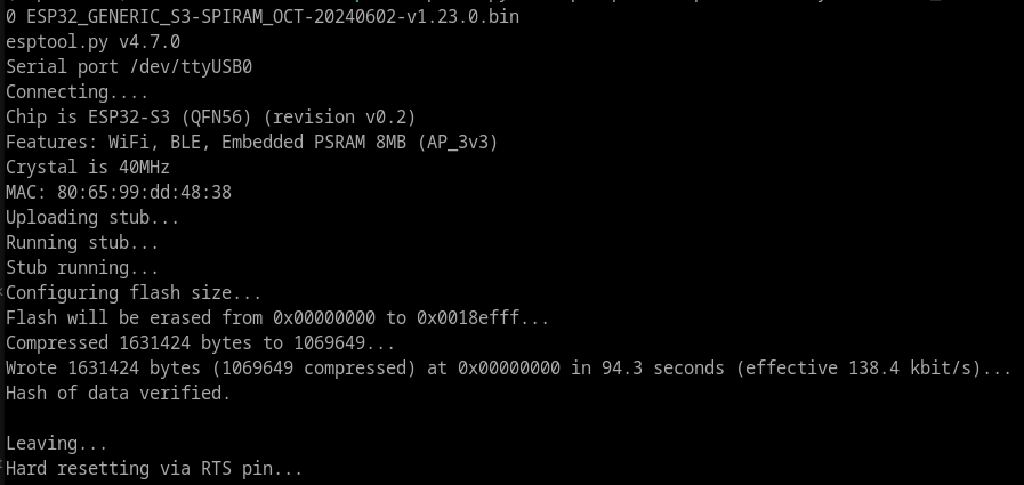 0 ESP32_GENERIC_S3-SPIRAM_OCT-20240602-v1.23.0.bin
esptool.py v4.7.0
Serial port /dev/ttyUSB0
Connecting....
Chip is ESP32-S3 (QFN56) (revision v0.2)
Features: WiFi, BLE, Embedded PSRAM 8MB (AP_3v3)
Crystal is 40MHz
MAC: 80:65:99:dd:48:38
Uploading stub...
Running stub...
Stub running...
Configuring flash size...
Flash will be erased from 0x00000000 to 0x0018efff...
Compressed 1631424 bytes to 1069649...
Wrote 1631424 bytes (1069649 compressed) at 0x00000000 in 94.3 seconds (effective 138.4 kbit/s)...
Hash of data verified.
Leaving...
Hard resetting via RTS pin...